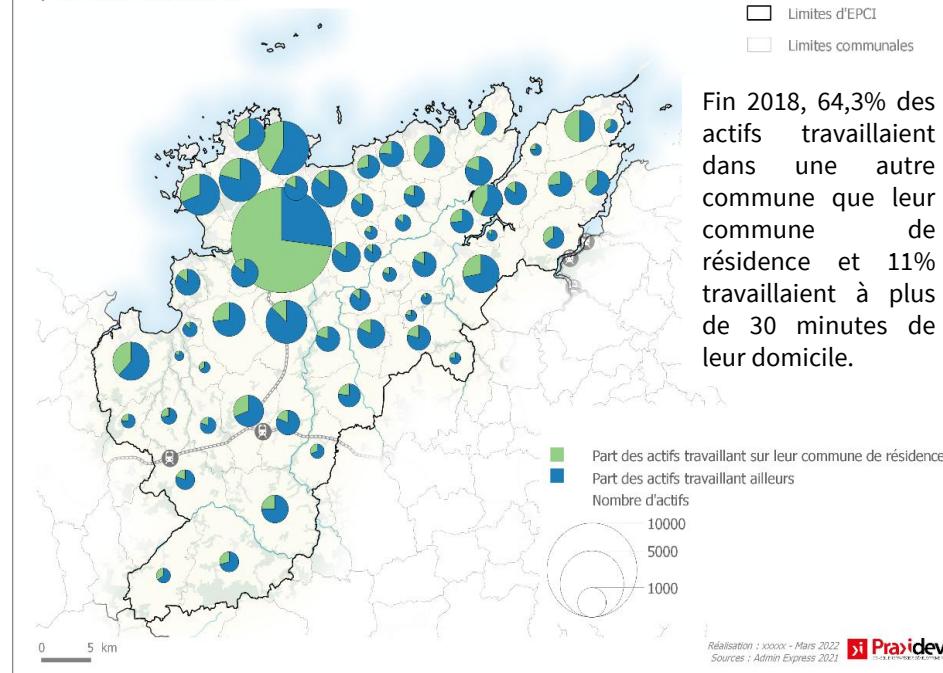 Limites d'EPCI
Limites communales
Fin 2018, 64,3% des
actifs travaillaient
dans une autre
commune que leur
commune de
résidence et 11%
travaillaient à plus
de 30 minutes de
leur domicile.
Part des actifs travaillant sur leur commune de résidence
Part des actifs travaillant ailleurs
Nombre d'actifs
10000
5000
1000
0 5 km
Réalisation : xxxxx - Mars 2022
Sources : Admin Express 2021
Praxidev